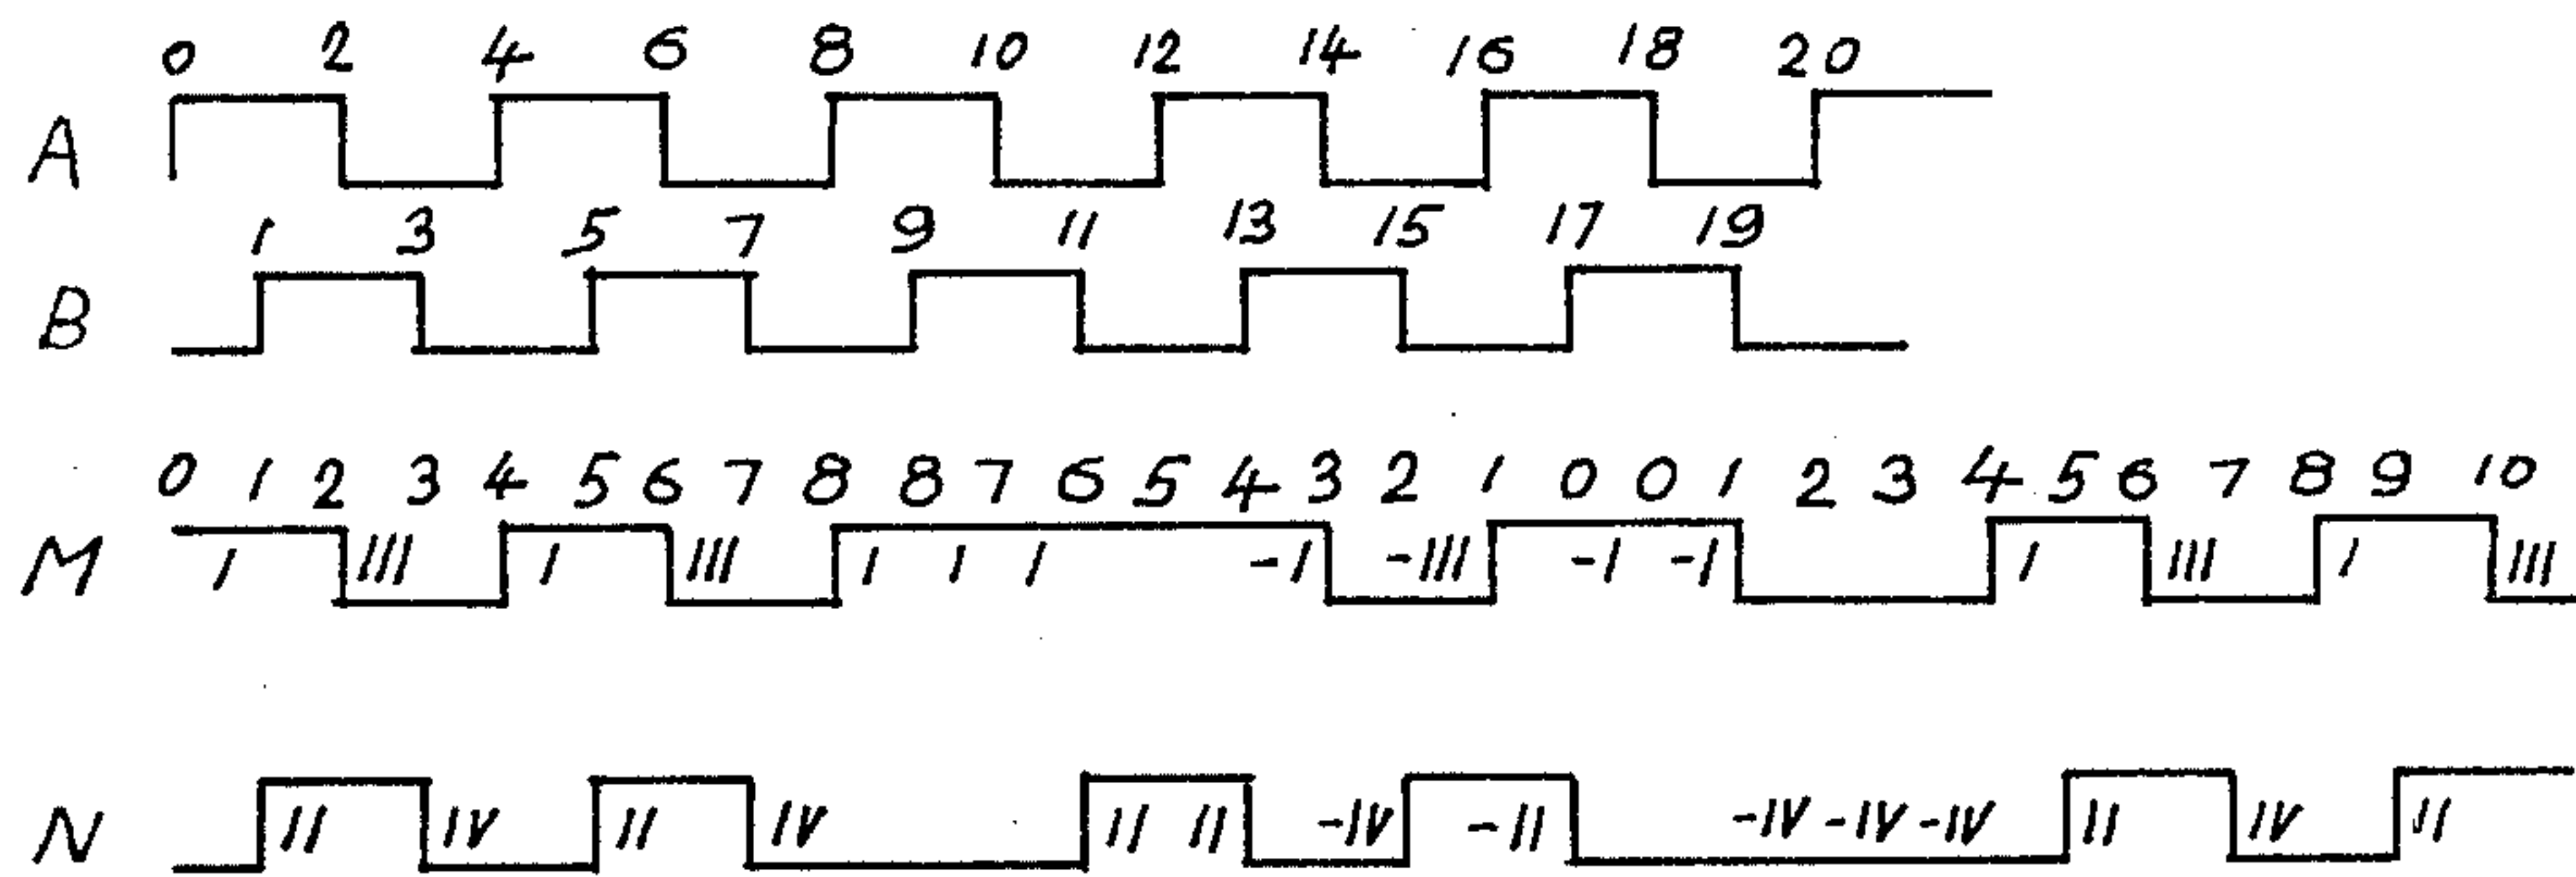 0 2 4 6 8 10 12 14 16 18 20
A
1 3 5 7 9 11 13 15 17 19
B
0 1 2 3 4 5 6 7 8 8 7 6 5 4 3 2 1 0 0 1 2 3 4 5 6 7 8 9 10
M I III I III I I I -I -III -I -I I III I III
N II IV II IV II II -IV -II -IV -IV -IV II IV II